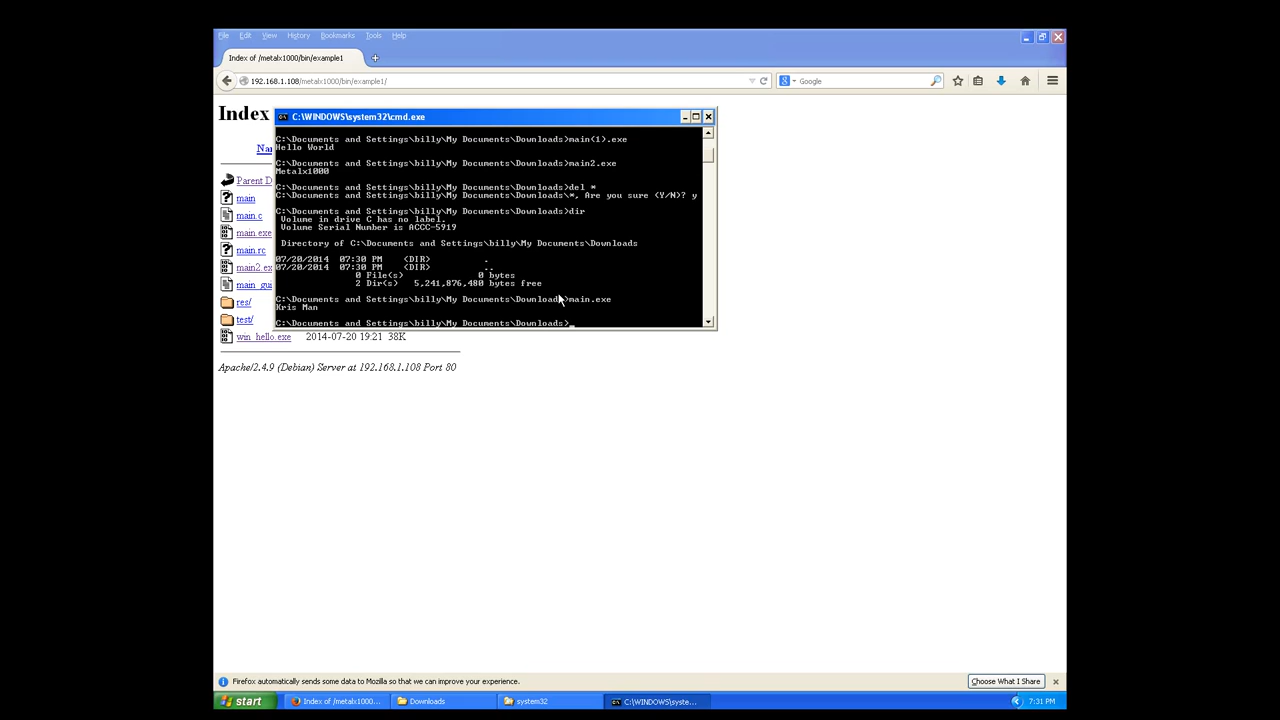 File Edit View History Bookmarks Tools Help
Index of /metalx1000/bin/example1/
192.168.1.108/metalx1000/bin/example1/
Google
Index
Na
C:\WINDOWS\system32\cmd.exe
C:\Documents and Settings\billy\My Documents\Downloads>main(1).exe
Hello World
C:\Documents and Settings\billy\My Documents\Downloads>main2.exe
Metalx1000
C:\Documents and Settings\billy\My Documents\Downloads>del *
C:\Documents and Settings\billy\My Documents\Downloads\*, Are you sure (Y/N)? y
C:\Documents and Settings\billy\My Documents\Downloads>dir
Volume in drive C has no label.
Volume Serial Number is ACCC-5919
Directory of C:\Documents and Settings\billy\My Documents\Downloads
07/20/2014 07:30 PM <DIR> .
07/20/2014 07:30 PM <DIR> ..
0 File(s) 0 bytes
2 Dir(s) 5,241,876,480 bytes free
C:\Documents and Settings\billy\My Documents\Downloads>main.exe
Kris Man
C:\Documents and Settings\billy\My Documents\Downloads>_
Parent D
main
main.c
main.exe
main.rc
main2.ex
main_gui
res/
test/
win_hello.exe 2014-07-20 19:21 38K
Apache/2.4.9 (Debian) Server at 192.168.1.108 Port 80
Firefox automatically sends some data to Mozilla so that we can improve your experience.
Choose What I Share
start
Index of /metalx1000...
Downloads
system32
C:\WINDOWS\syste...
7:31 PM